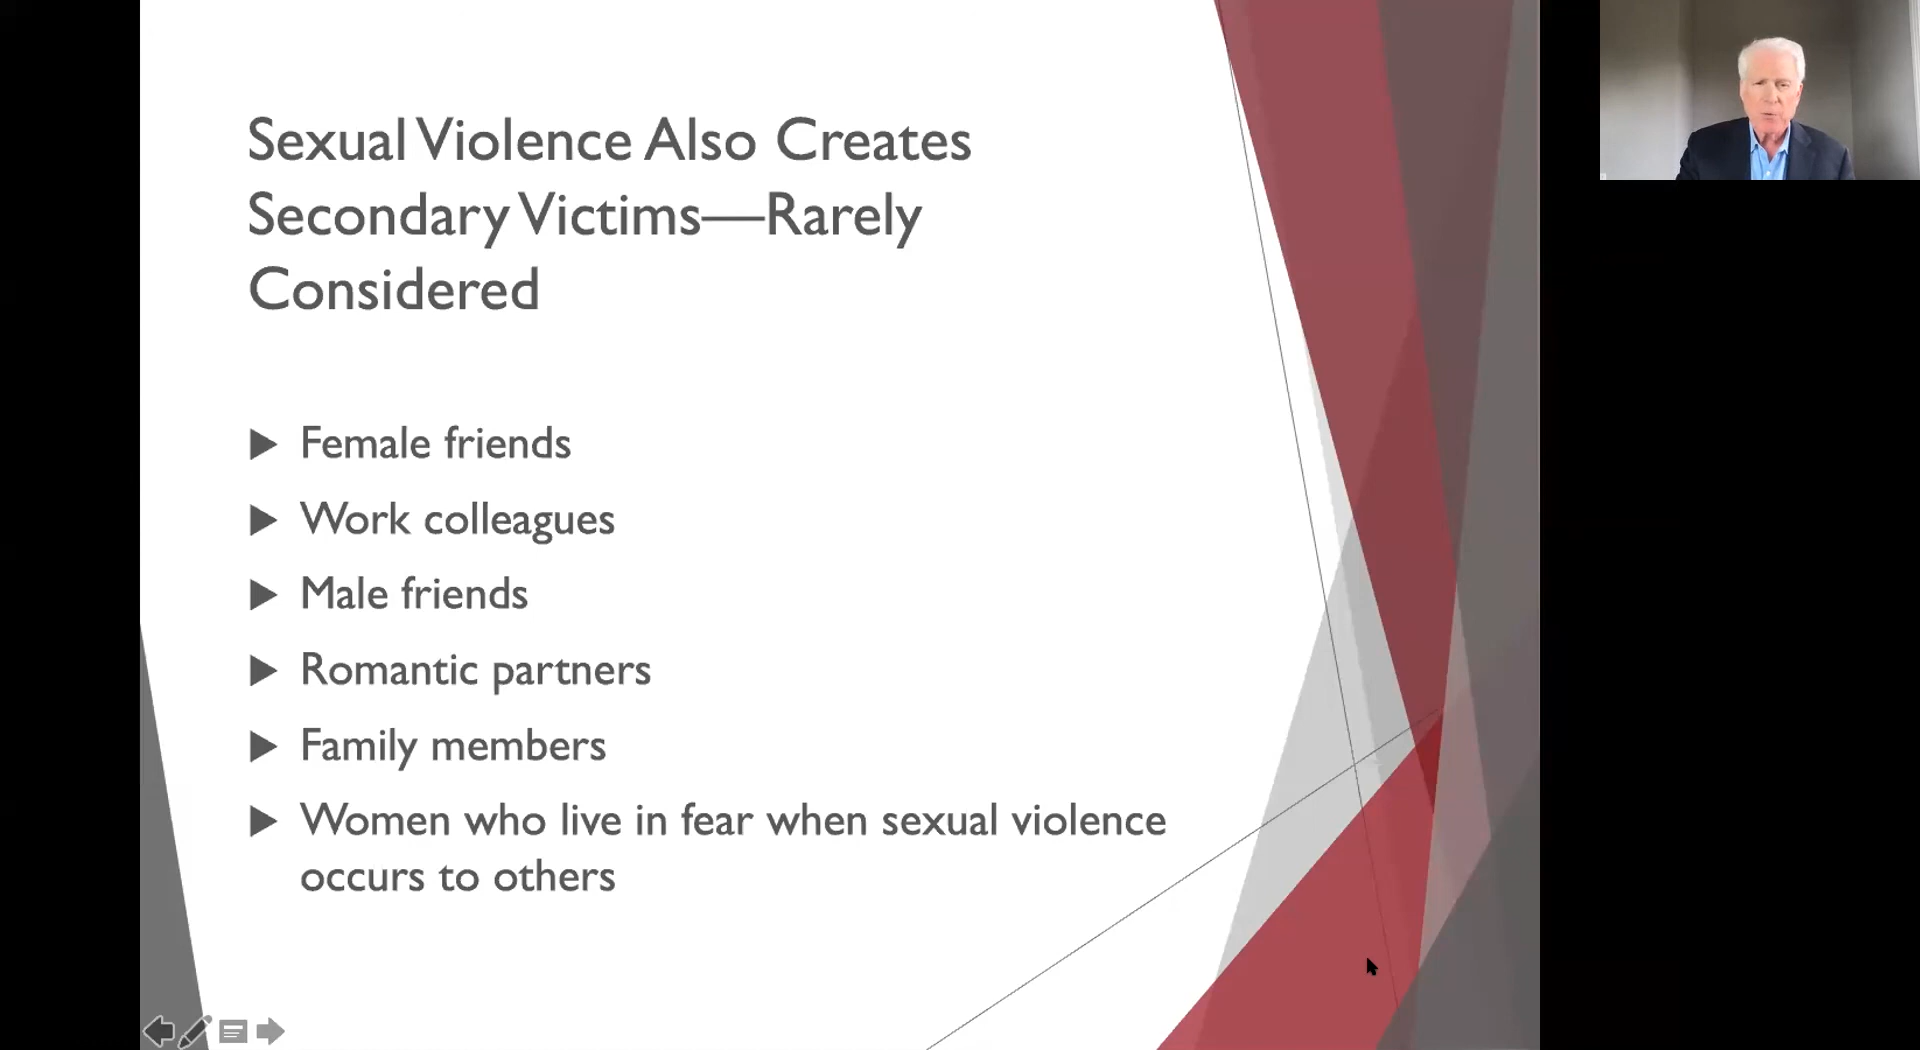 Sexual Violence Also Creates
Secondary Victims—Rarely
Considered
Female friends
Work colleagues
Male friends
Romantic partners
Family members
Women who live in fear when sexual violence
occurs to others